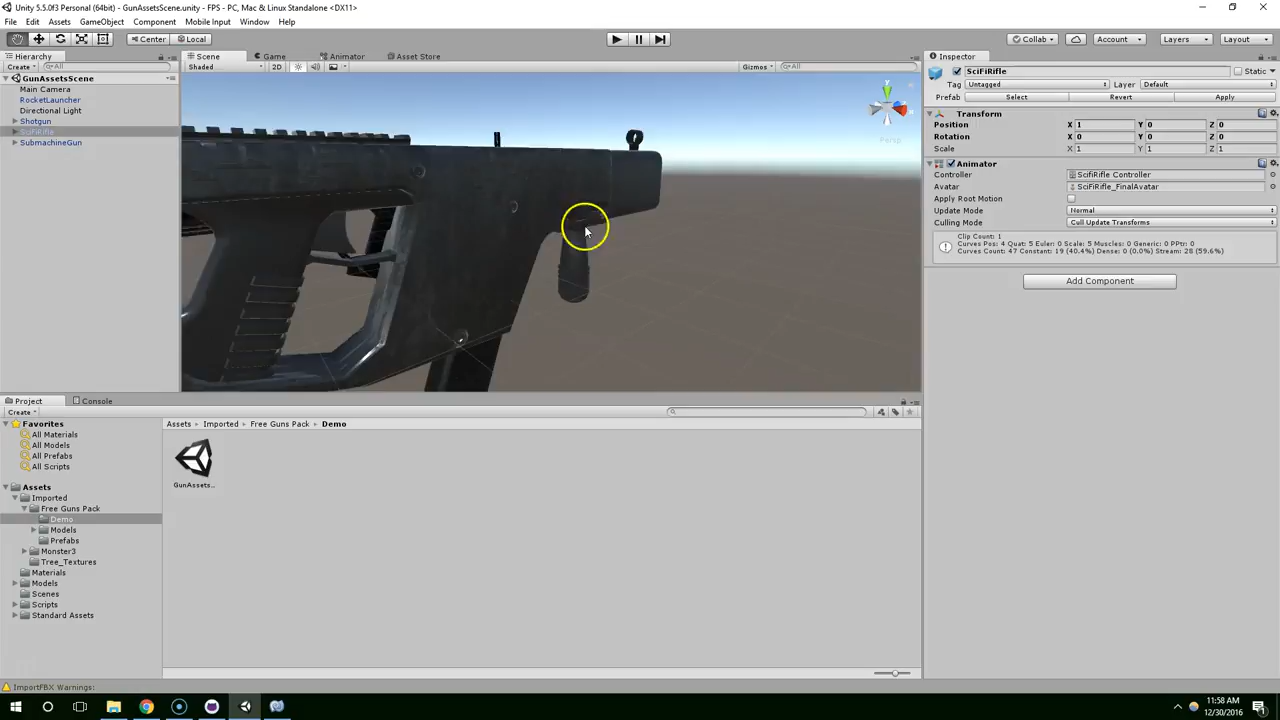 Unity 5.5.0f3 Personal (64bit) - GunAssetsScene.unity - FPS - PC, Mac & Linux Standalone <DX11>
File Edit Assets GameObject Component Mobile Input Window Help
Center Local Collab Account Layers Layout
Hierarchy Scene Game Animator Asset Store Inspector
Create All Shaded 2D Gizmos All SciFiRifle Static
GunAssetsScene Tag Untagged Layer Default
Main Camera y Prefab Select Revert Apply
RocketLauncher
Directional Light Transform
Shotgun Position X 1 Y 0 Z 0
SciFiRifle Rotation X 0 Y 0 Z 0
SubmachineGun Persp Scale X 1 Y 1 Z 1
Animator
Controller ScifiRifle Controller
Avatar SciFiRifle_FinalAvatar
Apply Root Motion
Update Mode Normal
Culling Mode Cull Update Transforms
Clip Count: 1
Curves Pos: 4 Quat: 5 Euler: 0 Scale: 5 Muscles: 0 Generic: 0 PPtr: 0
Curves Count: 47 Constant: 19 (40.4%) Dense: 0 (0.0%) Stream: 28 (59.6%)
Add Component
Project Console
Create
Favorites Assets Imported Free Guns Pack Demo
All Materials
All Models
All Prefabs
All Scripts
GunAssets..
Assets
Imported
Free Guns Pack
Demo
Models
Prefabs
Monster3
Tree_Textures
Materials
Models
Scenes
Scripts
Standard Assets
ImportFBX Warnings:
11:58 AM
12/30/2016
1